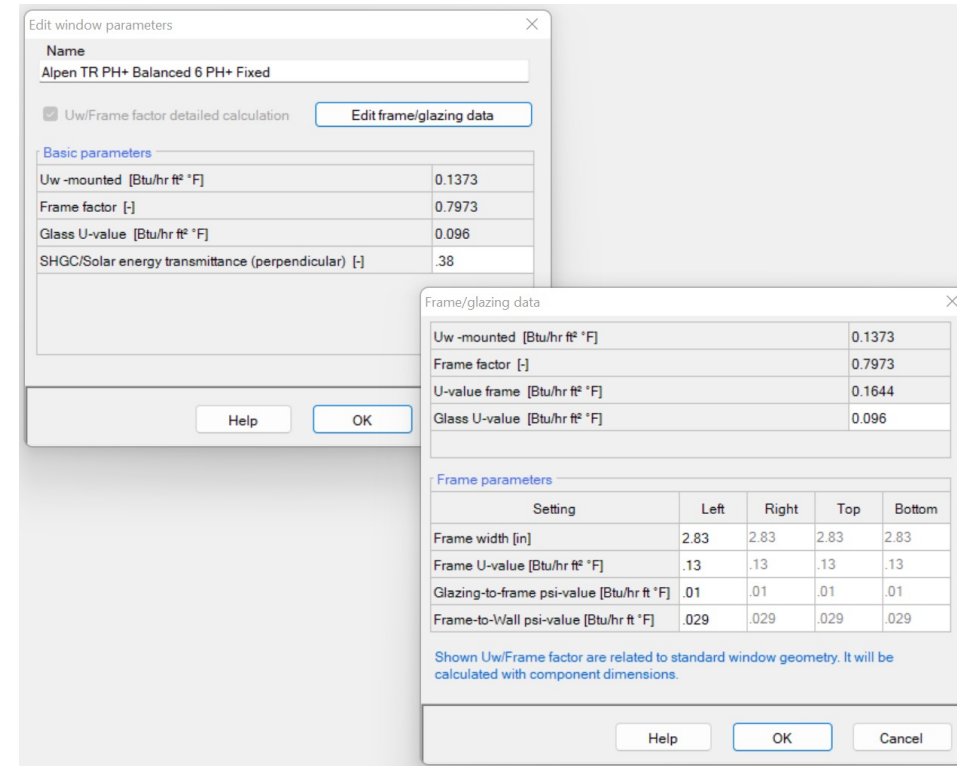 Edit window parameters
Name
Alpen TR PH+ Balanced 6 PH+ Fixed
Uw/Frame factor detailed calculation Edit frame/glazing data
Basic parameters
Uw -mounted [Btu/hr ft² °F] 0.1373
Frame factor [-] 0.7973
Glass U-value [Btu/hr ft² °F] 0.096
SHGC/Solar energy transmittance (perpendicular) [-] .38
Help OK
Frame/glazing data
Uw -mounted [Btu/hr ft² °F] 0.1373
Frame factor [-] 0.7973
U-value frame [Btu/hr ft² °F] 0.1644
Glass U-value [Btu/hr ft² °F] 0.096
Frame parameters
Setting Left Right Top Bottom
Frame width [in] 2.83 2.83 2.83 2.83
Frame U-value [Btu/hr ft² °F] .13 .13 .13 .13
Glazing-to-frame psi-value [Btu/hr ft °F] .01 .01 .01 .01
Frame-to-Wall psi-value [Btu/hr ft °F] .029 .029 .029 .029
Shown Uw/Frame factor are related to standard window geometry. It will be
calculated with component dimensions.
Help OK Cancel